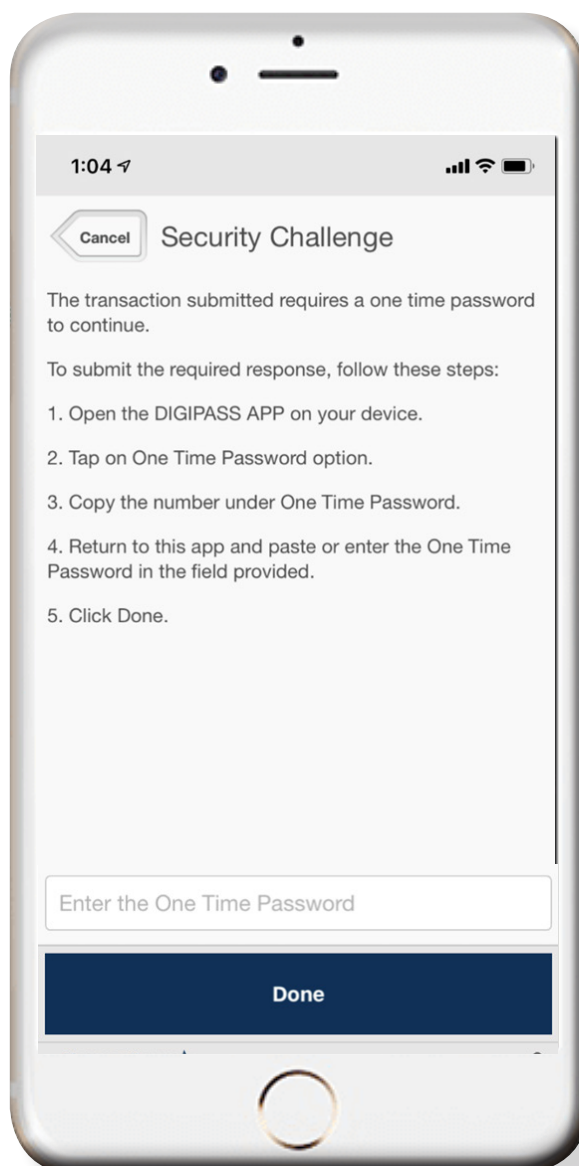 1:04
Cancel
Security Challenge
The transaction submitted requires a one time password
to continue.
To submit the required response, follow these steps:
1. Open the DIGIPASS APP on your device.
2. Tap on One Time Password option.
3. Copy the number under One Time Password.
4. Return to this app and paste or enter the One Time
Password in the field provided.
5. Click Done.
Enter the One Time Password
Done